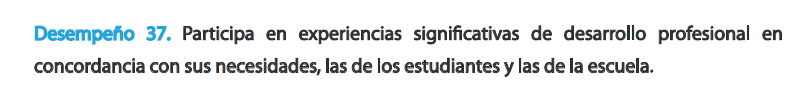 Desempeño 37. Participa en experiencias significativas de desarrollo profesional en
concordancia con sus necesidades, las de los estudiantes y las de la escuela.